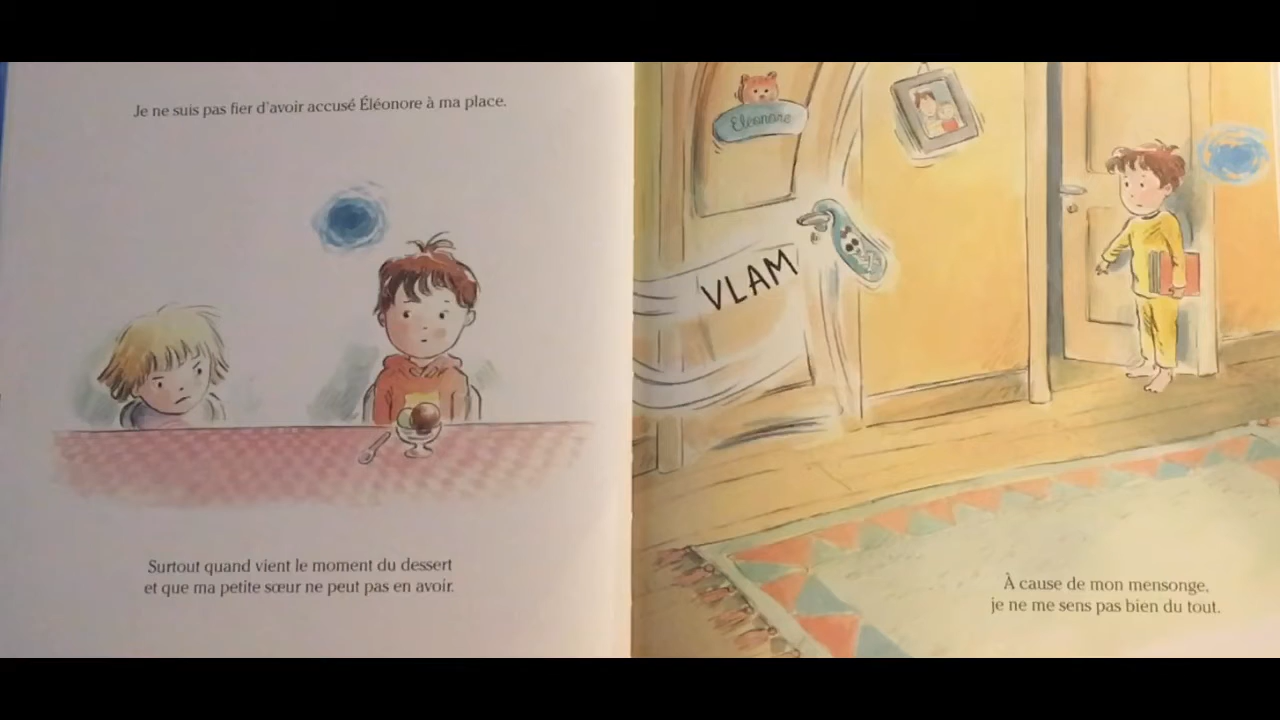 Je ne suis pas fier d'avoir accusé Éléonore à ma place.
Surtout quand vient le moment du dessert
et que ma petite sœur ne peut pas en avoir.
Éléonore
VLAM
À cause de mon mensonge,
je ne me sens pas bien du tout.